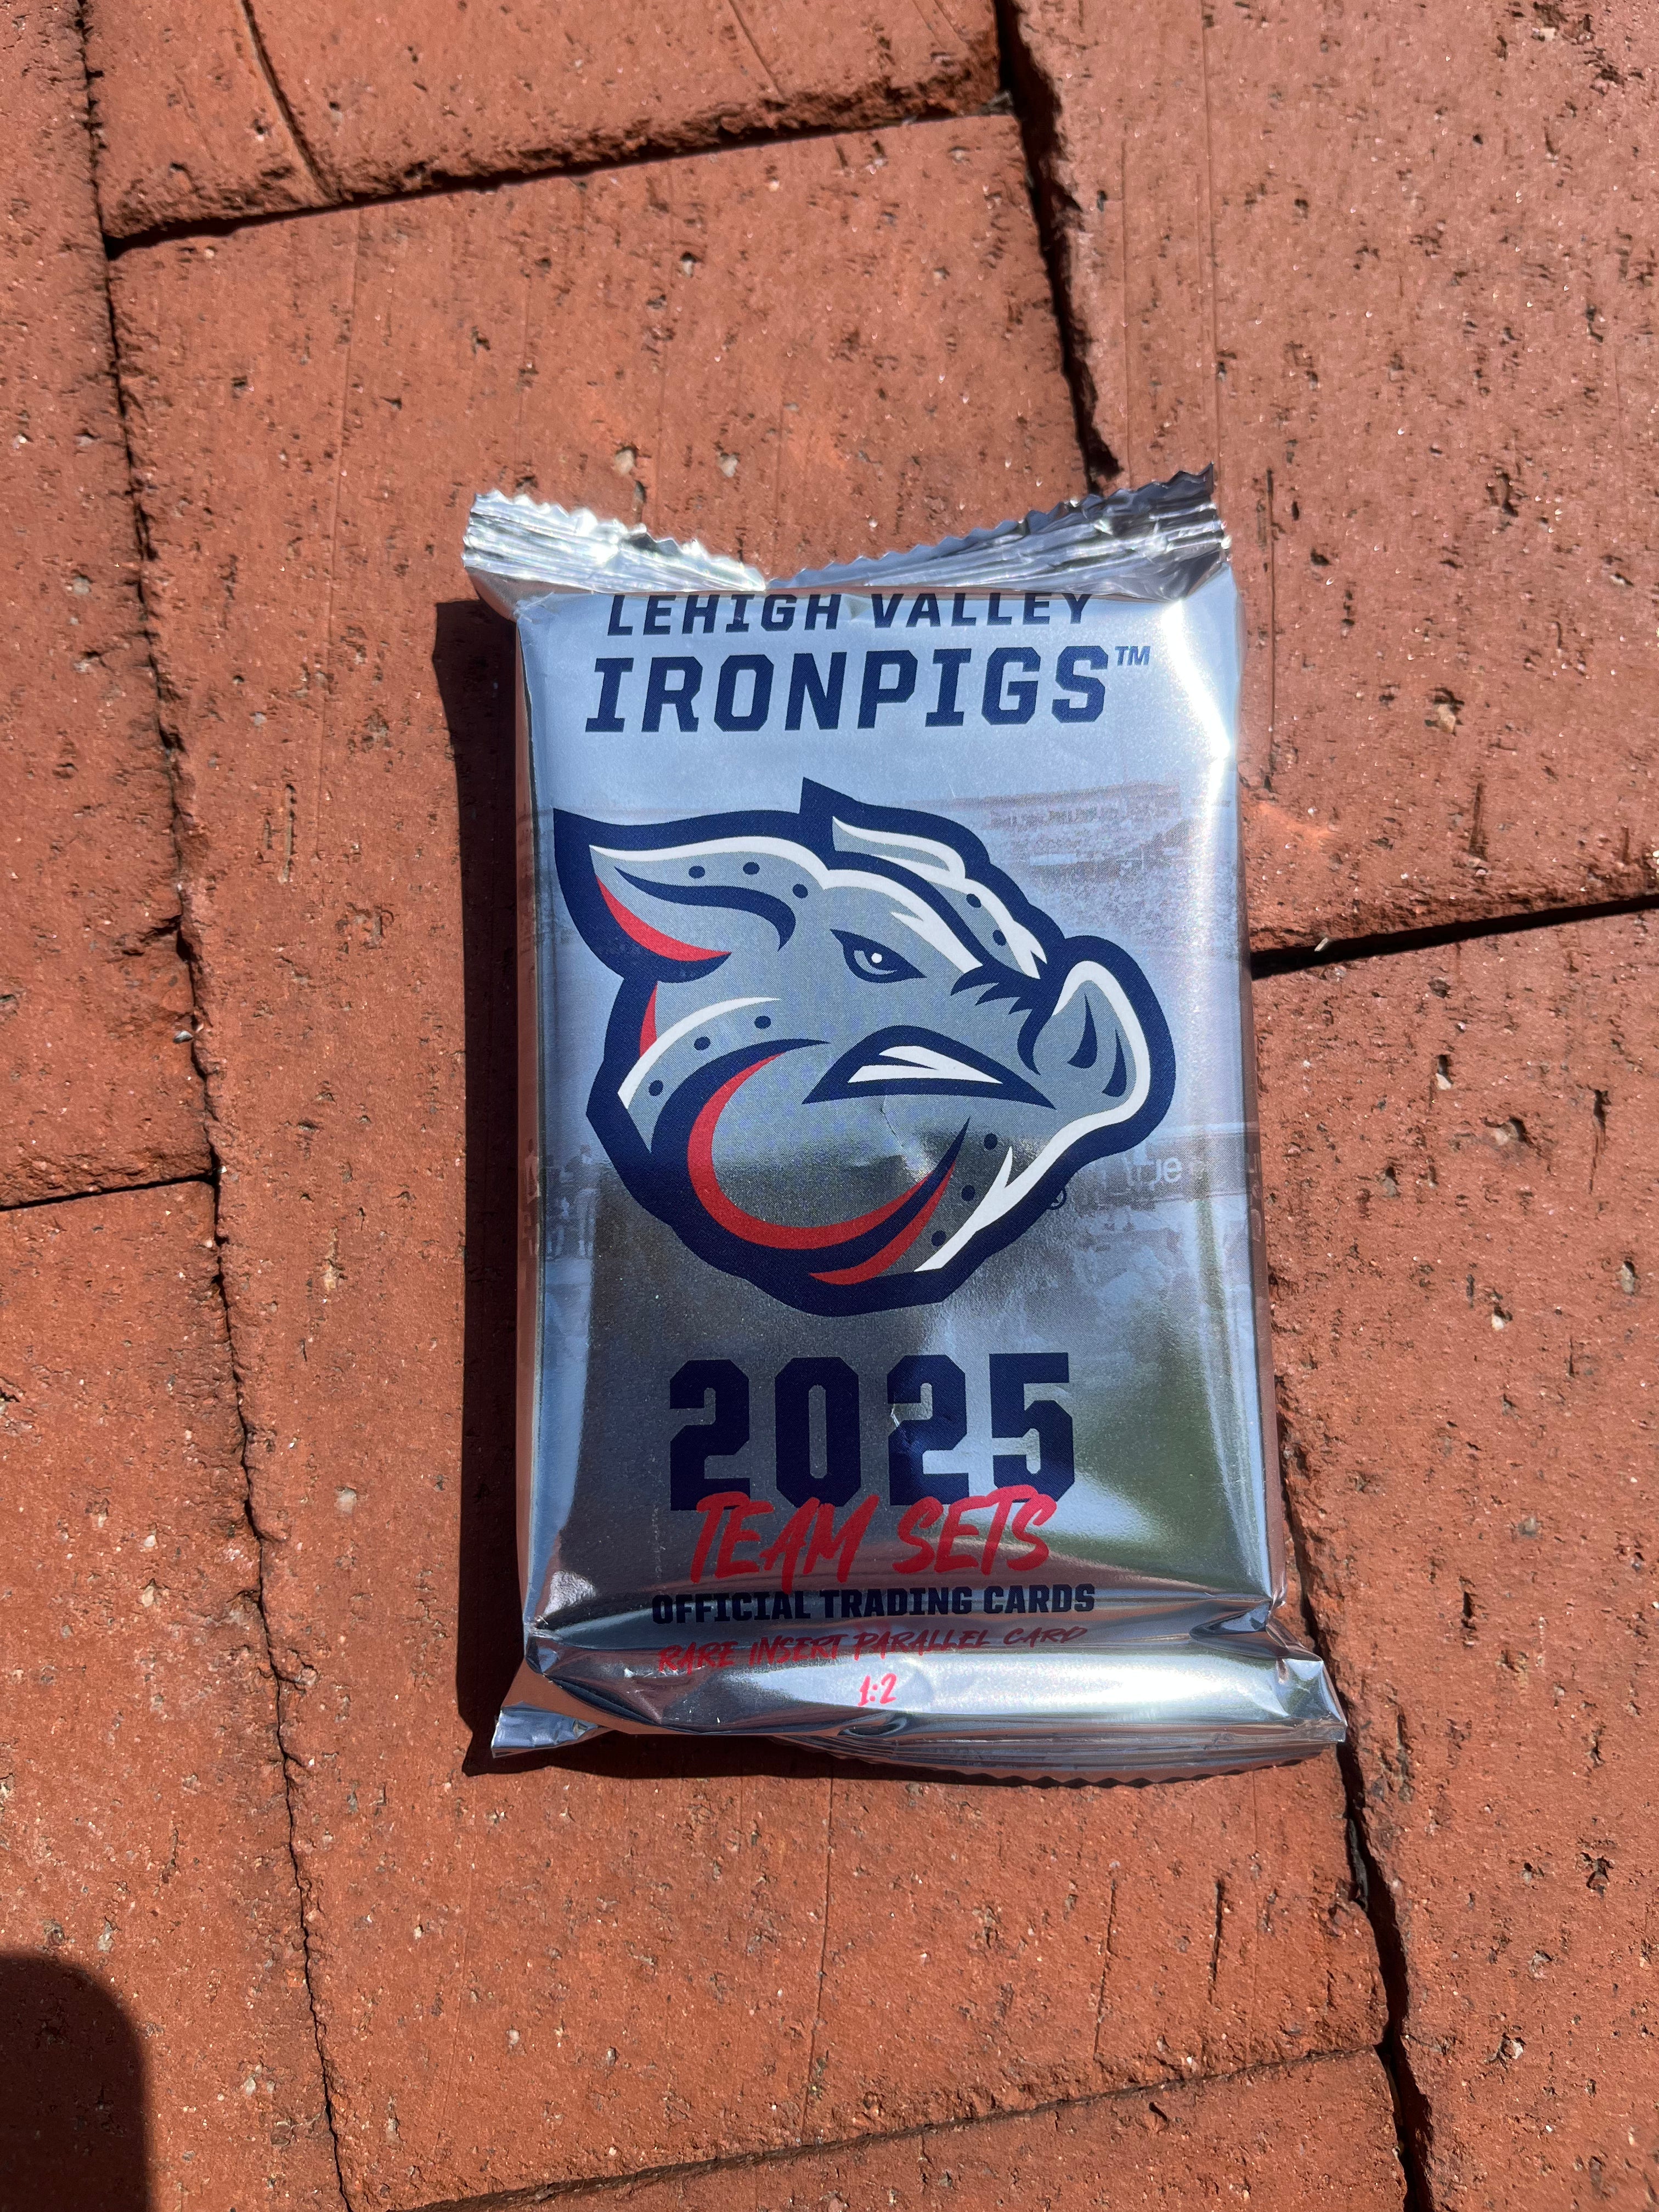 LEHIGH VALLEY
IRONPIGS™
2025
TEAM SETS
OFFICIAL TRADING CARDS
RARE INSERT PARALLEL CARD
1:2